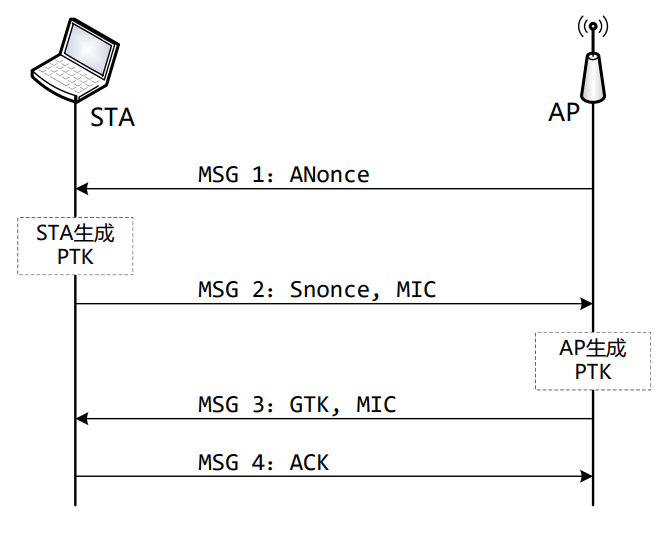 STA
AP
MSG 1：ANonce
STA生成
PTK
MSG 2：Snonce, MIC
AP生成
PTK
MSG 3：GTK, MIC
MSG 4：ACK